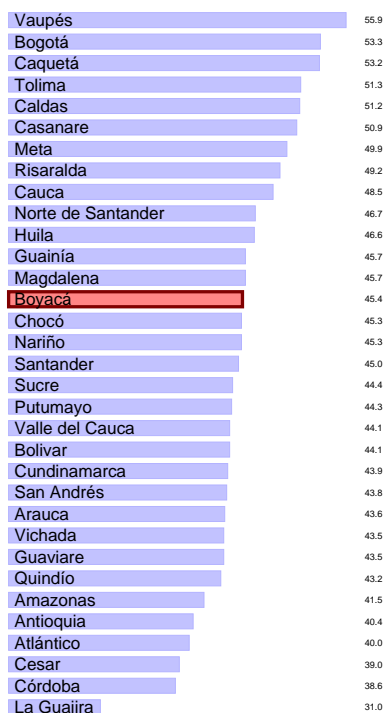 Vaupés 55.9
Bogotá 53.3
Caquetá 53.2
Tolima 51.3
Caldas 51.2
Casanare 50.9
Meta 49.9
Risaralda 49.2
Cauca 48.5
Norte de Santander 46.7
Huila 46.6
Guainía 45.7
Magdalena 45.7
Boyacá 45.4
Chocó 45.3
Nariño 45.3
Santander 45.0
Sucre 44.4
Putumayo 44.3
Valle del Cauca 44.1
Bolivar 44.1
Cundinamarca 43.9
San Andrés 43.8
Arauca 43.6
Vichada 43.5
Guaviare 43.5
Quindío 43.2
Amazonas 41.5
Antioquia 40.4
Atlántico 40.0
Cesar 39.0
Córdoba 38.6
La Guajira 31.0